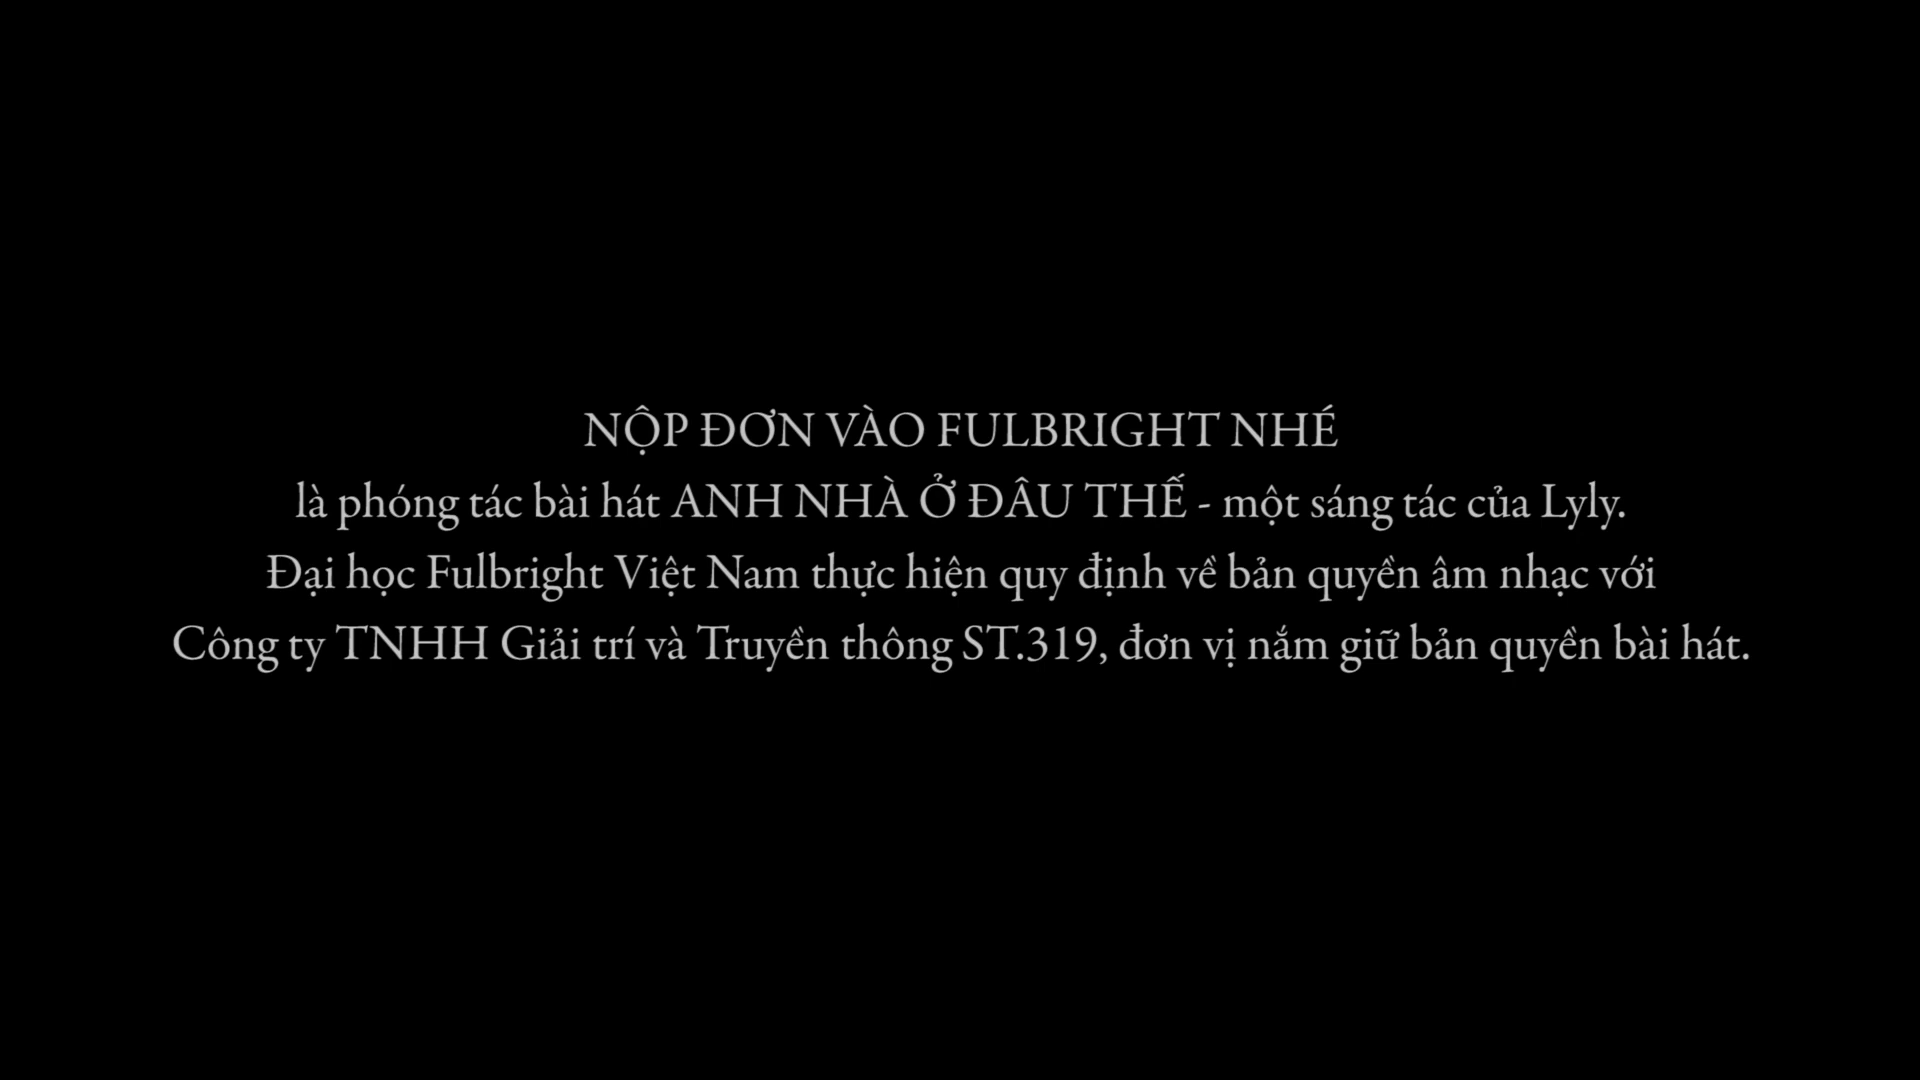 NỘP ĐƠN VÀO FULBRIGHT NHÉ
là phóng tác bài hát ANH NHÀ Ở ĐÂU THẾ - một sáng tác của Lyly.
Đại học Fulbright Việt Nam thực hiện quy định về bản quyền âm nhạc với
Công ty TNHH Giải trí và Truyền thông ST.319, đơn vị nắm giữ bản quyền bài hát.